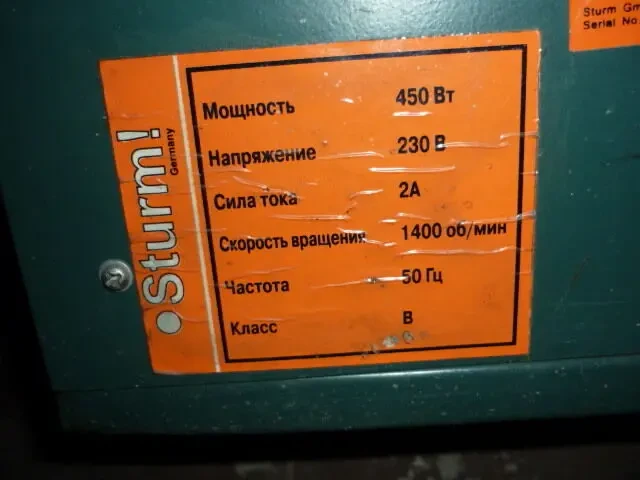 Sturm Gm
Serial No.
Sturm!
Germany
Мощность 450 Вт
Напряжение 230 В
Сила тока 2А
Скорость вращения 1400 об/мин
Частота 50 Гц
Класс В